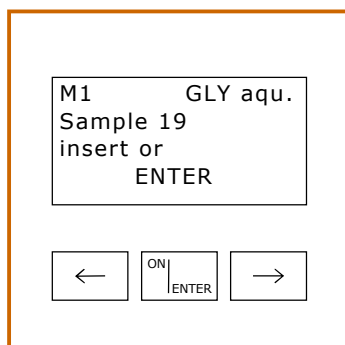 M1 GLY aqu.
Sample 19
insert or
ENTER
← ON ENTER →